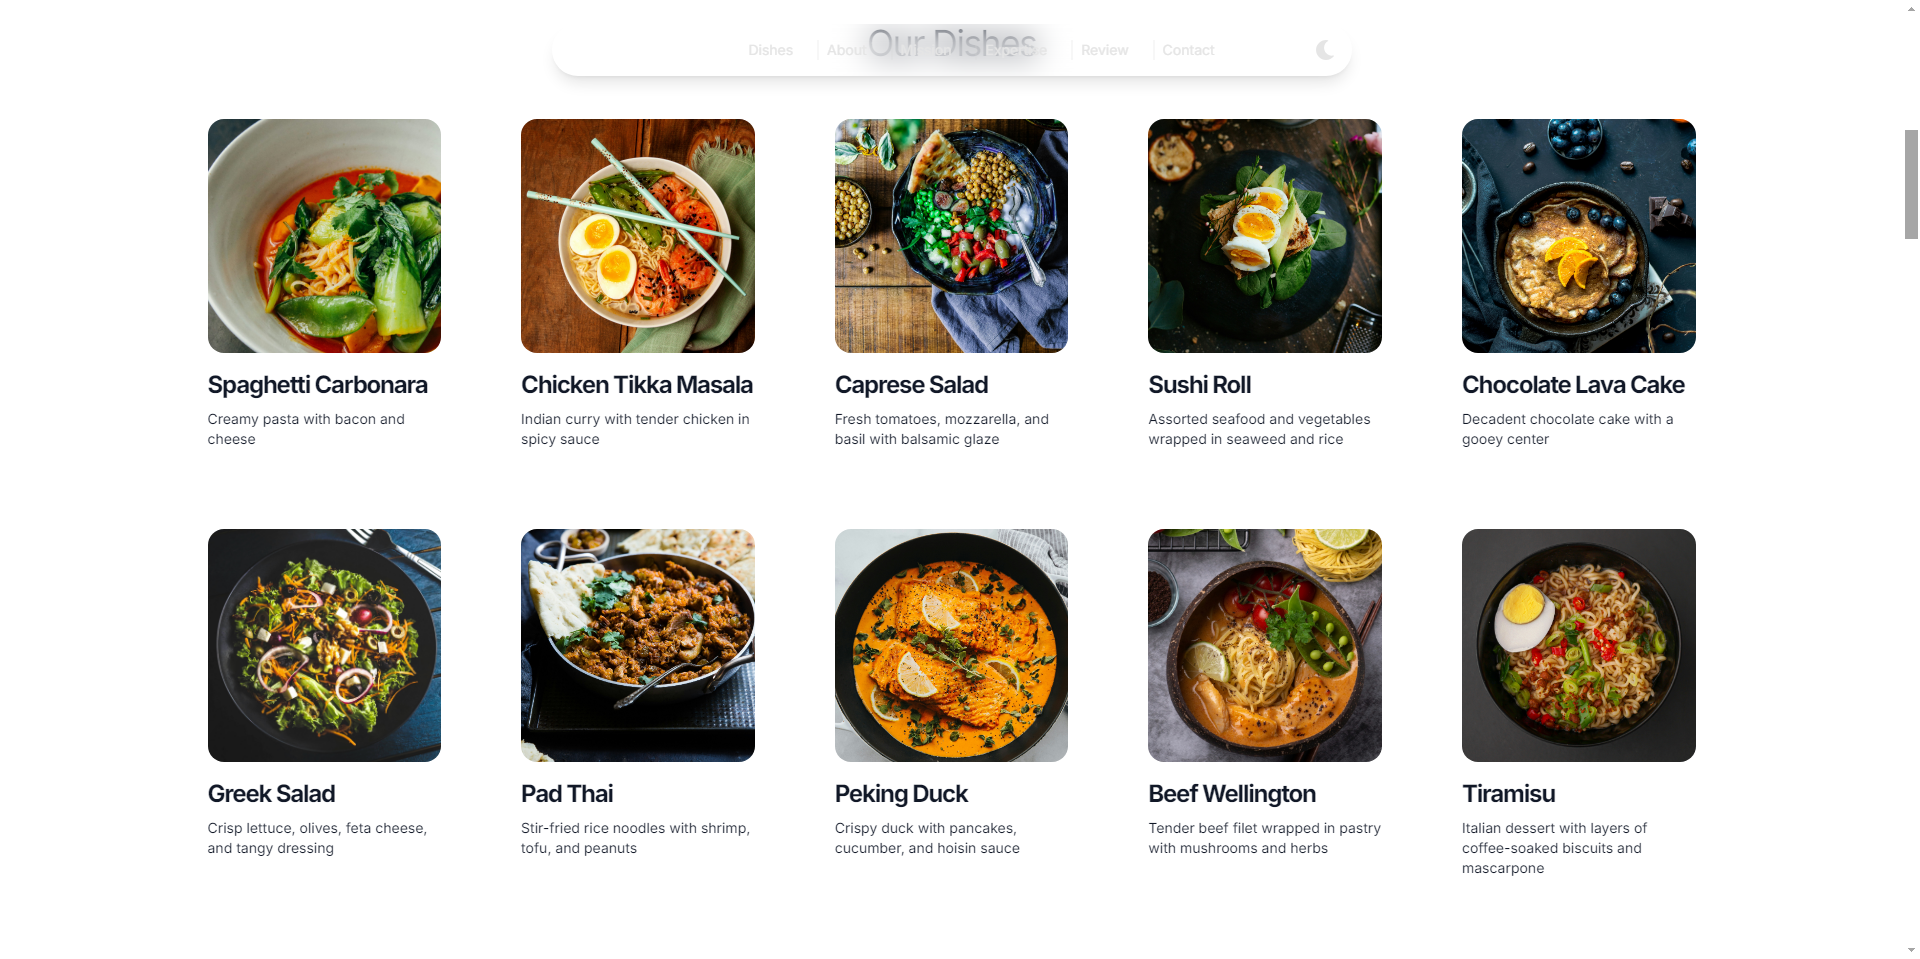 Our Dishes
Dishes
About
Review
Contact
Spaghetti Carbonara
Creamy pasta with bacon and
cheese
Chicken Tikka Masala
Indian curry with tender chicken in
spicy sauce
Caprese Salad
Fresh tomatoes, mozzarella, and
basil with balsamic glaze
Sushi Roll
Assorted seafood and vegetables
wrapped in seaweed and rice
Chocolate Lava Cake
Decadent chocolate cake with a
gooey center
Greek Salad
Crisp lettuce, olives, feta cheese,
and tangy dressing
Pad Thai
Stir-fried rice noodles with shrimp,
tofu, and peanuts
Peking Duck
Crispy duck with pancakes,
cucumber, and hoisin sauce
Beef Wellington
Tender beef filet wrapped in pastry
with mushrooms and herbs
Tiramisu
Italian dessert with layers of
coffee-soaked biscuits and
mascarpone